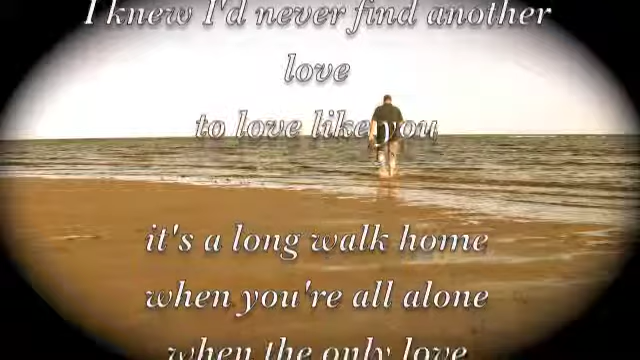 I knew I'd never find another
love
to love like you
it's a long walk home
when you're all alone
when the only love